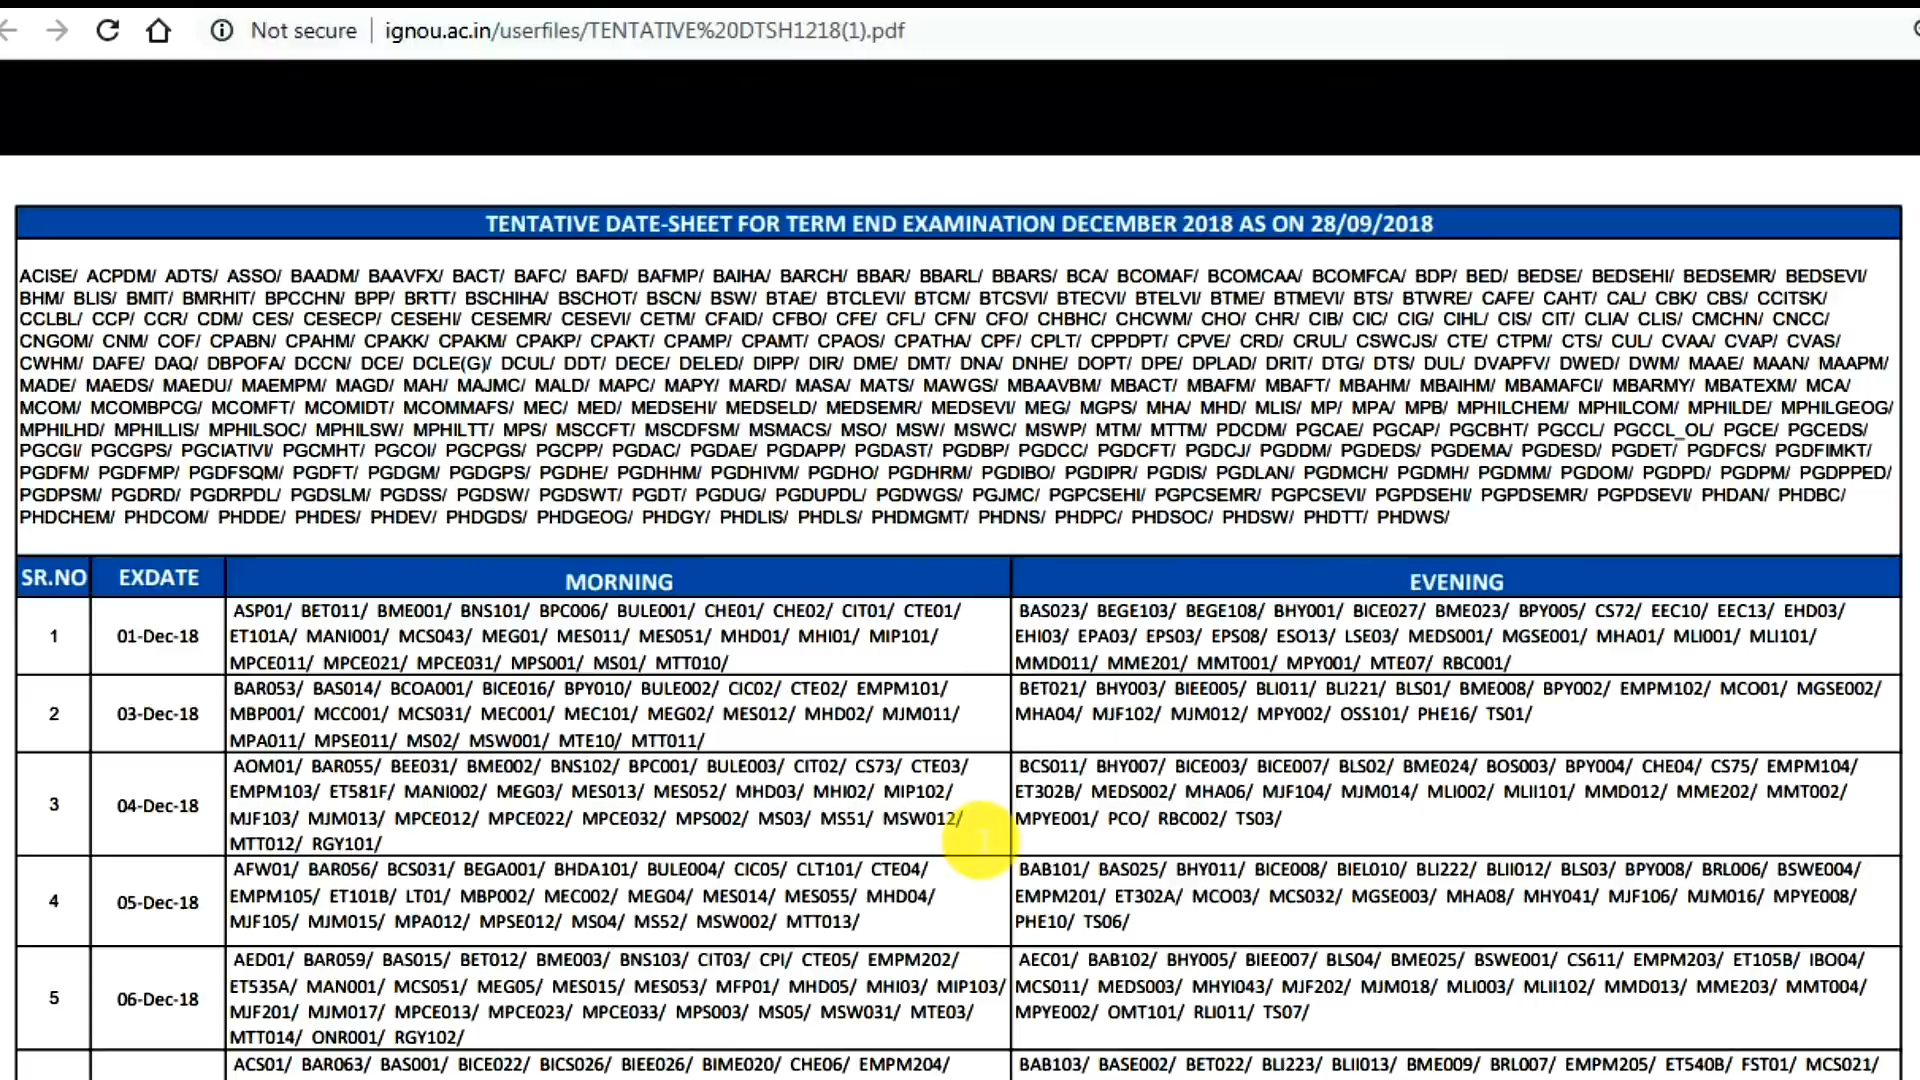 Not secure | ignou.ac.in/userfiles/TENTATIVE%20DTSH1218(1).pdf
TENTATIVE DATE-SHEET FOR TERM END EXAMINATION DECEMBER 2018 AS ON 28/09/2018
ACISE/ ACPDM/ ADTS/ ASSO/ BAADM/ BAAVFX/ BACT/ BAFC/ BAFD/ BAFMP/ BAIHA/ BARCH/ BBAR/ BBARL/ BBARS/ BCA/ BCOMAF/ BCOMCAA/ BCOMFCA/ BDP/ BED/ BEDSE/ BEDSEHI/ BEDSEMR/ BEDSEVI/
BHM/ BLIS/ BMIT/ BMRHIT/ BPCCHN/ BPP/ BRTT/ BSCHIHA/ BSCHOT/ BSCN/ BSW/ BTAE/ BTCLEVI/ BTCM/ BTCSVI/ BTECVI/ BTELVI/ BTME/ BTMEVI/ BTS/ BTWRE/ CAFE/ CAHT/ CAL/ CBK/ CBS/ CCITSK/
CCLBL/ CCP/ CCR/ CDM/ CES/ CESECP/ CESEHI/ CESEMR/ CESEVI/ CETM/ CFAID/ CFBO/ CFE/ CFL/ CFN/ CFO/ CHBHC/ CHCWM/ CHO/ CHR/ CIB/ CIC/ CIG/ CIHL/ CIS/ CIT/ CLIA/ CLIS/ CMCHN/ CNCC/
CNGOM/ CNM/ COF/ CPABN/ CPAHM/ CPAKK/ CPAKM/ CPAKP/ CPAKT/ CPAMP/ CPAMT/ CPAOS/ CPATHA/ CPF/ CPLT/ CPPDPT/ CPVE/ CRD/ CRUL/ CSWCJS/ CTE/ CTPM/ CTS/ CUL/ CVAA/ CVAP/ CVAS/
CWHM/ DAFE/ DAQ/ DBPOFA/ DCCN/ DCE/ DCLE(G)/ DCUL/ DDT/ DECE/ DELED/ DIPP/ DIR/ DME/ DMT/ DNA/ DNHE/ DOPT/ DPE/ DPLAD/ DRIT/ DTG/ DTS/ DUL/ DVAPFV/ DWED/ DWM/ MAAE/ MAAN/ MAAPM/
MADE/ MAEDS/ MAEDU/ MAEMPM/ MAGD/ MAH/ MAJMC/ MALD/ MAPC/ MAPY/ MARD/ MASA/ MATS/ MAWGS/ MBAAVBM/ MBACT/ MBAFM/ MBAFT/ MBAHM/ MBAIHM/ MBAMAFCI/ MBARMY/ MBATEXM/ MCA/
MCOM/ MCOMBPCG/ MCOMFT/ MCOMIDT/ MCOMMAFS/ MEC/ MED/ MEDSEHI/ MEDSELD/ MEDSEMR/ MEDSEVI/ MEG/ MGPS/ MHA/ MHD/ MLIS/ MP/ MPA/ MPB/ MPHILCHEM/ MPHILCOM/ MPHILDE/ MPHILGEOG/
MPHILHD/ MPHILLIS/ MPHILSOC/ MPHILSW/ MPHILTT/ MPS/ MSCCFT/ MSCDFSM/ MSMACS/ MSO/ MSW/ MSWC/ MSWP/ MTM/ MTTM/ PDCDM/ PGCAE/ PGCAP/ PGCBHT/ PGCCL/ PGCCL_OL/ PGCE/ PGCEDS/
PGCGI/ PGCGPS/ PGCIATIVI/ PGCMHT/ PGCOI/ PGCPGS/ PGCPP/ PGDAC/ PGDAE/ PGDAPP/ PGDAST/ PGDBP/ PGDCC/ PGDCFT/ PGDCJ/ PGDDM/ PGDEDS/ PGDEMA/ PGDESD/ PGDET/ PGDFCS/ PGDFIMKT/
PGDFM/ PGDFMP/ PGDFSQM/ PGDFT/ PGDGM/ PGDGPS/ PGDHE/ PGDHHM/ PGDHIVM/ PGDHO/ PGDHRM/ PGDIBO/ PGDIPR/ PGDIS/ PGDLAN/ PGDMCH/ PGDMH/ PGDMM/ PGDOM/ PGDPD/ PGDPM/ PGDPPED/
PGDPSM/ PGDRD/ PGDRPDL/ PGDSLM/ PGDSS/ PGDSW/ PGDSWT/ PGDT/ PGDUG/ PGDUPDL/ PGDWGS/ PGJMC/ PGPCSEHI/ PGPCSEMR/ PGPCSEVI/ PGPDSEHI/ PGPDSEMR/ PGPDSEVI/ PHDAN/ PHDBC/
PHDCHEM/ PHDCOM/ PHDDE/ PHDES/ PHDEV/ PHDGDS/ PHDGEOG/ PHDGY/ PHDLIS/ PHDLS/ PHDMGMT/ PHDNS/ PHDPC/ PHDSOC/ PHDSW/ PHDTT/ PHDWS/
SR.NO EXDATE MORNING EVENING
1 01-Dec-18
ASP01/ BET011/ BME001/ BNS101/ BPC006/ BULE001/ CHE01/ CHE02/ CIT01/ CTE01/
ET101A/ MANI001/ MCS043/ MEG01/ MES011/ MES051/ MHD01/ MHI01/ MIP101/
MPCE011/ MPCE021/ MPCE031/ MPS001/ MS01/ MTT010/
BAS023/ BEGE103/ BEGE108/ BHY001/ BICE027/ BME023/ BPY005/ CS72/ EEC10/ EEC13/ EHD03/
EHI03/ EPA03/ EPS03/ EPS08/ ESO13/ LSE03/ MEDS001/ MGSE001/ MHA01/ MLI001/ MLI101/
MMD011/ MME201/ MMT001/ MPY001/ MTE07/ RBC001/
2 03-Dec-18
BAR053/ BAS014/ BCOA001/ BICE016/ BPY010/ BULE002/ CIC02/ CTE02/ EMPM101/
MBP001/ MCC001/ MCS031/ MEC001/ MEC101/ MEG02/ MES012/ MHD02/ MJM011/
MPA011/ MPSE011/ MS02/ MSW001/ MTE10/ MTT011/
BET021/ BHY003/ BIEE005/ BLI011/ BLI221/ BLS01/ BME008/ BPY002/ EMPM102/ MCO01/ MGSE002/
MHA04/ MJF102/ MJM012/ MPY002/ OSS101/ PHE16/ TS01/
3 04-Dec-18
AOM01/ BAR055/ BEE031/ BME002/ BNS102/ BPC001/ BULE003/ CIT02/ CS73/ CTE03/
EMPM103/ ET581F/ MANI002/ MEG03/ MES013/ MES052/ MHD03/ MHI02/ MIP102/
MJF103/ MJM013/ MPCE012/ MPCE022/ MPCE032/ MPS002/ MS03/ MS51/ MSW012/
MTT012/ RGY101/
BCS011/ BHY007/ BICE003/ BICE007/ BLS02/ BME024/ BOS003/ BPY004/ CHE04/ CS75/ EMPM104/
ET302B/ MEDS002/ MHA06/ MJF104/ MJM014/ MLI002/ MLII101/ MMD012/ MME202/ MMT002/
MPYE001/ PCO/ RBC002/ TS03/
4 05-Dec-18
AFW01/ BAR056/ BCS031/ BEGA001/ BHDA101/ BULE004/ CIC05/ CLT101/ CTE04/
EMPM105/ ET101B/ LT01/ MBP002/ MEC002/ MEG04/ MES014/ MES055/ MHD04/
MJF105/ MJM015/ MPA012/ MPSE012/ MS04/ MS52/ MSW002/ MTT013/
BAB101/ BAS025/ BHY011/ BICE008/ BIEL010/ BLI222/ BLII012/ BLS03/ BPY008/ BRL006/ BSWE004/
EMPM201/ ET302A/ MCO03/ MCS032/ MGSE003/ MHA08/ MHY041/ MJF106/ MJM016/ MPYE008/
PHE10/ TS06/
5 06-Dec-18
AED01/ BAR059/ BAS015/ BET012/ BME003/ BNS103/ CIT03/ CPI/ CTE05/ EMPM202/
ET535A/ MAN001/ MCS051/ MEG05/ MES015/ MES053/ MFP01/ MHD05/ MHI03/ MIP103/
MJF201/ MJM017/ MPCE013/ MPCE023/ MPCE033/ MPS003/ MS05/ MSW031/ MTE03/
MTT014/ ONR001/ RGY102/
AEC01/ BAB102/ BHY005/ BIEE007/ BLS04/ BME025/ BSWE001/ CS611/ EMPM203/ ET105B/ IBO04/
MCS011/ MEDS003/ MHYI043/ MJF202/ MJM018/ MLI003/ MLII102/ MMD013/ MME203/ MMT004/
MPYE002/ OMT101/ RLI011/ TS07/
ACS01/ BAR063/ BAS001/ BICE022/ BICS026/ BIEE026/ BIME020/ CHE06/ EMPM204/
BAB103/ BASE002/ BET022/ BLI223/ BLII013/ BME009/ BRL007/ EMPM205/ ET540B/ FST01/ MCS021/